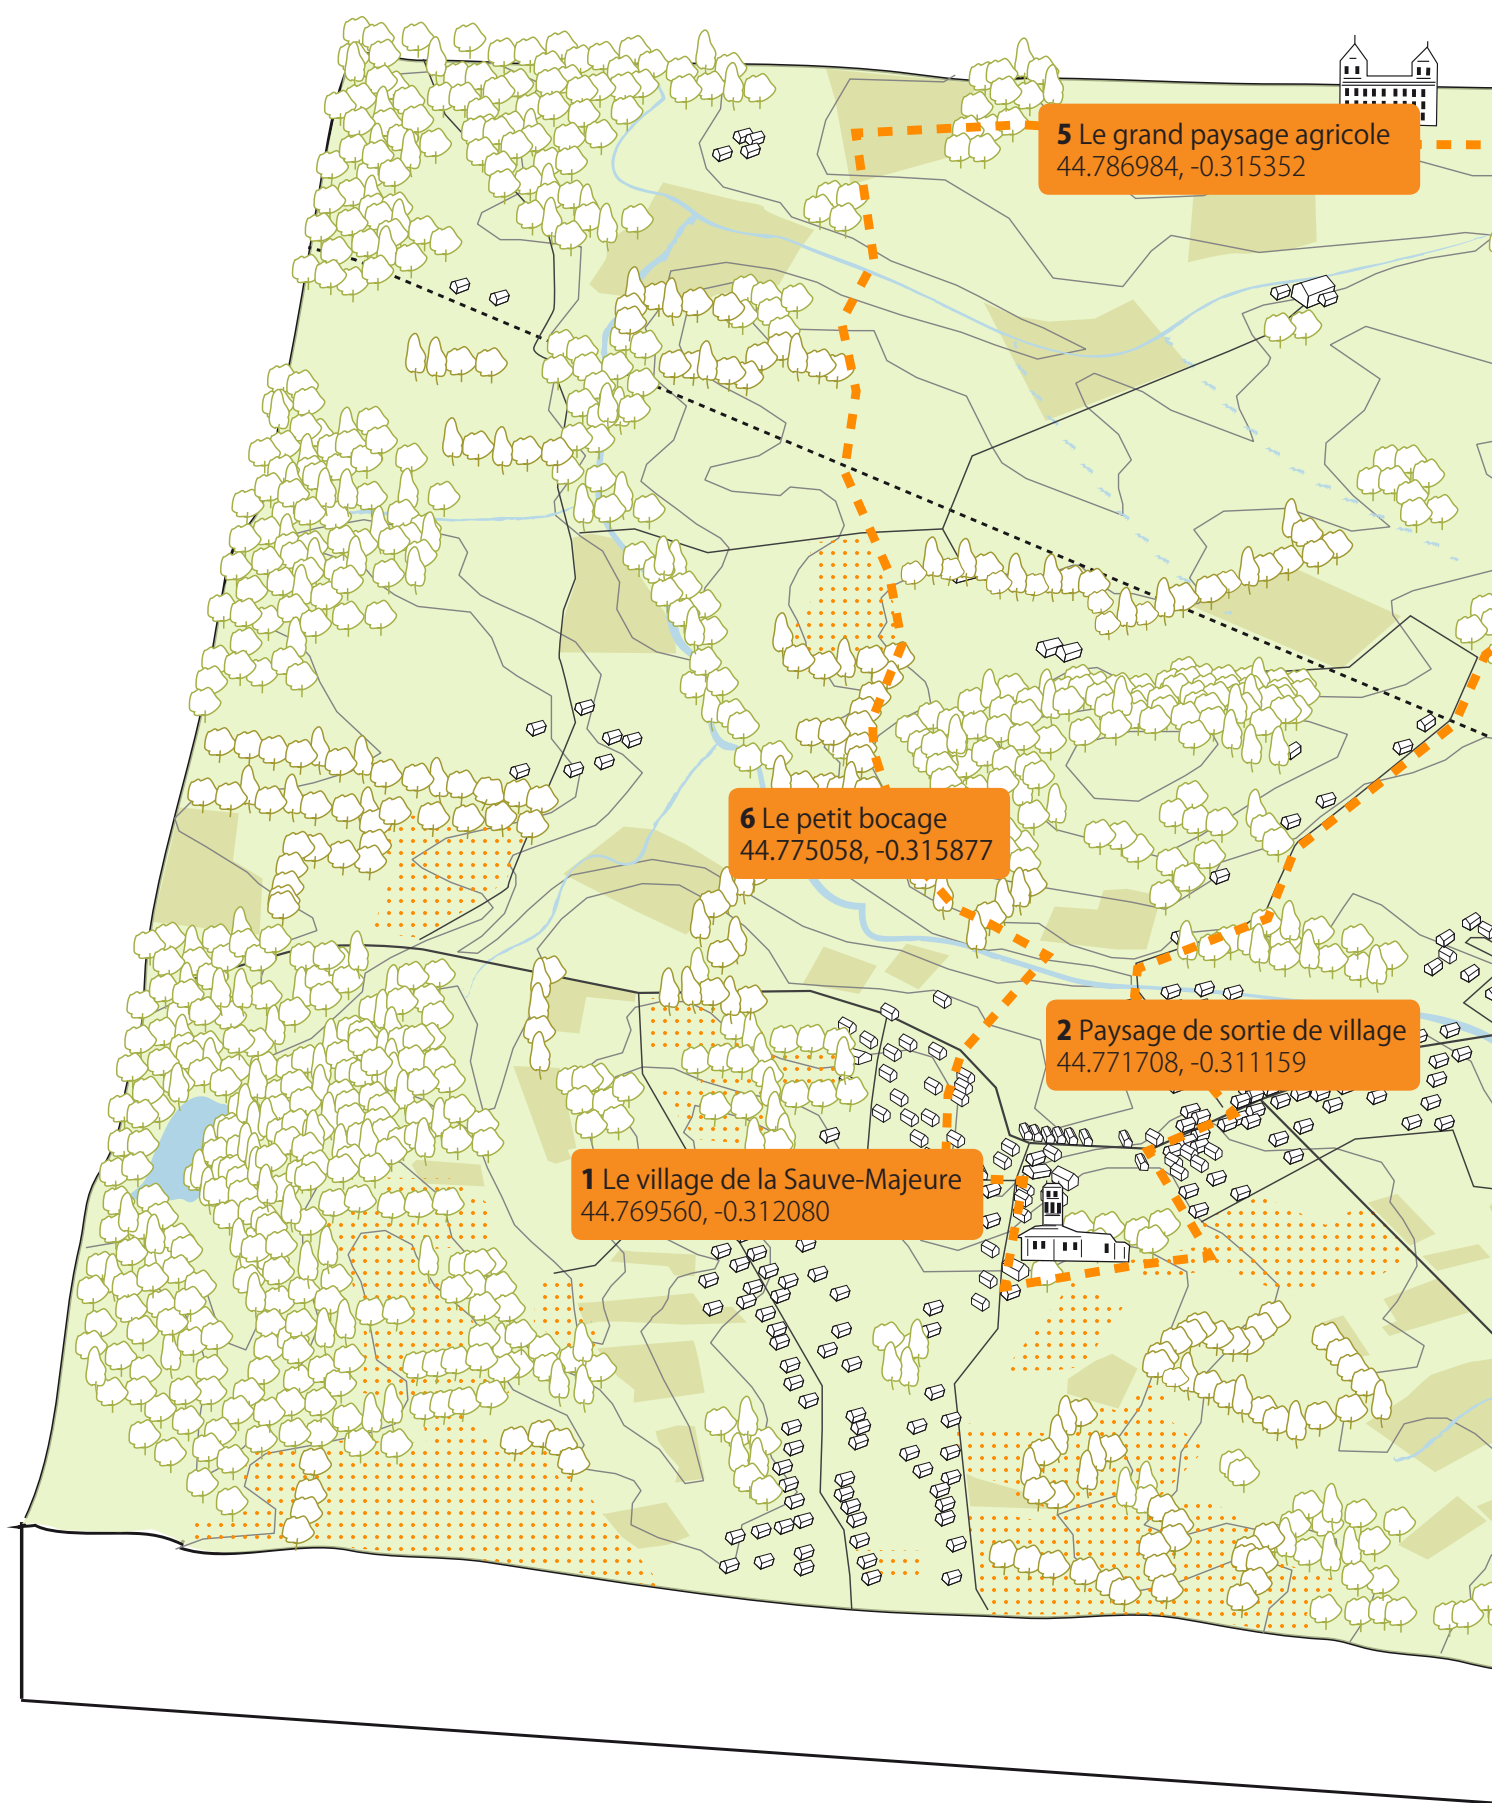 5 Le grand paysage agricole
44.786984, -0.315352
6 Le petit bocage
44.775058, -0.315877
2 Paysage de sortie de village
44.771708, -0.311159
1 Le village de la Sauve-Majeure
44.769560, -0.312080